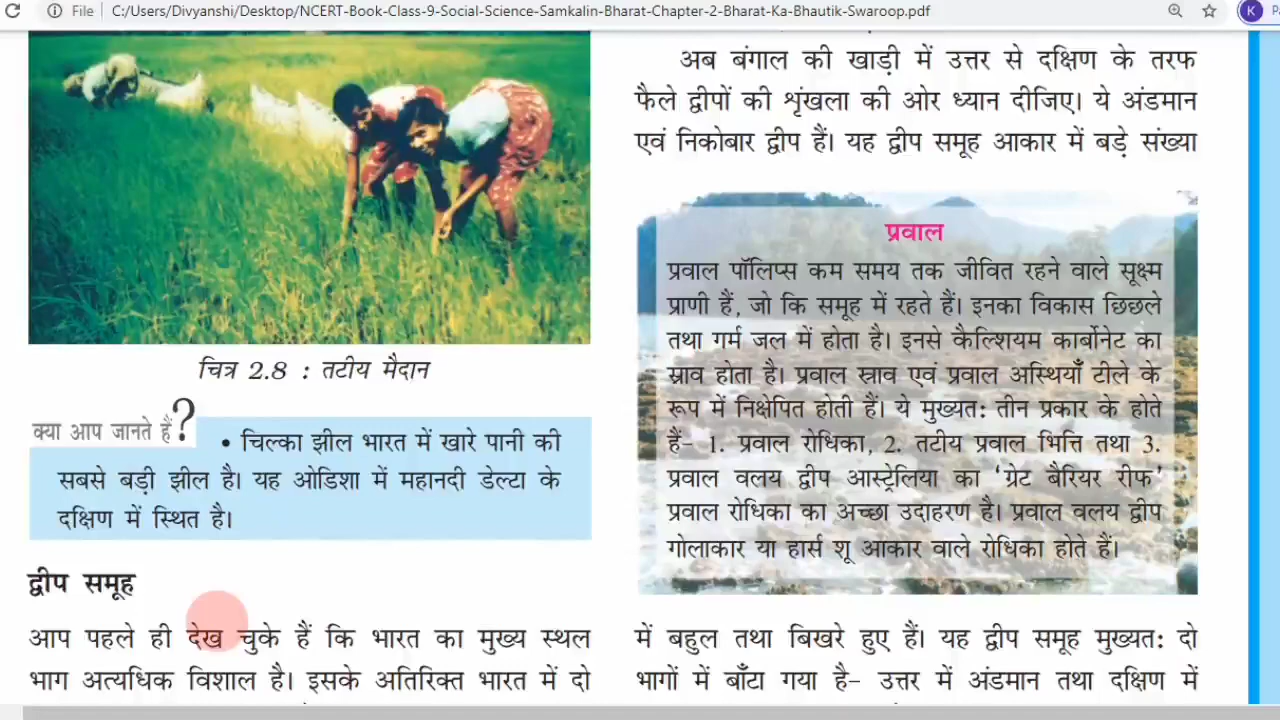 File
C:/Users/Divyanshi/Desktop/NCERT-Book-Class-9-Social-Science-Samkalin-Bharat-Chapter-2-Bharat-Ka-Bhautik-Swaroop.pdf
K
चित्र 2.8 : तटीय मैदान
क्या आप जानते हैं?
• चिल्का झील भारत में खारे पानी की
सबसे बड़ी झील है। यह ओडिशा में महानदी डेल्टा के
दक्षिण में स्थित है।
द्वीप समूह
आप पहले ही देख चुके हैं कि भारत का मुख्य स्थल
भाग अत्यधिक विशाल है। इसके अतिरिक्त भारत में दो
अब बंगाल की खाड़ी में उत्तर से दक्षिण के तरफ
फैले द्वीपों की शृंखला की ओर ध्यान दीजिए। ये अंडमान
एवं निकोबार द्वीप हैं। यह द्वीप समूह आकार में बड़े संख्या
प्रवाल
प्रवाल पॉलिप्स कम समय तक जीवित रहने वाले सूक्ष्म
प्राणी हैं, जो कि समूह में रहते हैं। इनका विकास छिछले
तथा गर्म जल में होता है। इनसे कैल्शियम कार्बोनेट का
स्राव होता है। प्रवाल स्राव एवं प्रवाल अस्थियाँ टीले के
रूप में निक्षेपित होती हैं। ये मुख्यत: तीन प्रकार के होते
हैं- 1. प्रवाल रोधिका, 2. तटीय प्रवाल भित्ति तथा 3.
प्रवाल वलय द्वीप आस्ट्रेलिया का ‘ग्रेट बैरियर रीफ’
प्रवाल रोधिका का अच्छा उदाहरण है। प्रवाल वलय द्वीप
गोलाकार या हार्स शू आकार वाले रोधिका होते हैं।
में बहुल तथा बिखरे हुए हैं। यह द्वीप समूह मुख्यत: दो
भागों में बाँटा गया है- उत्तर में अंडमान तथा दक्षिण में